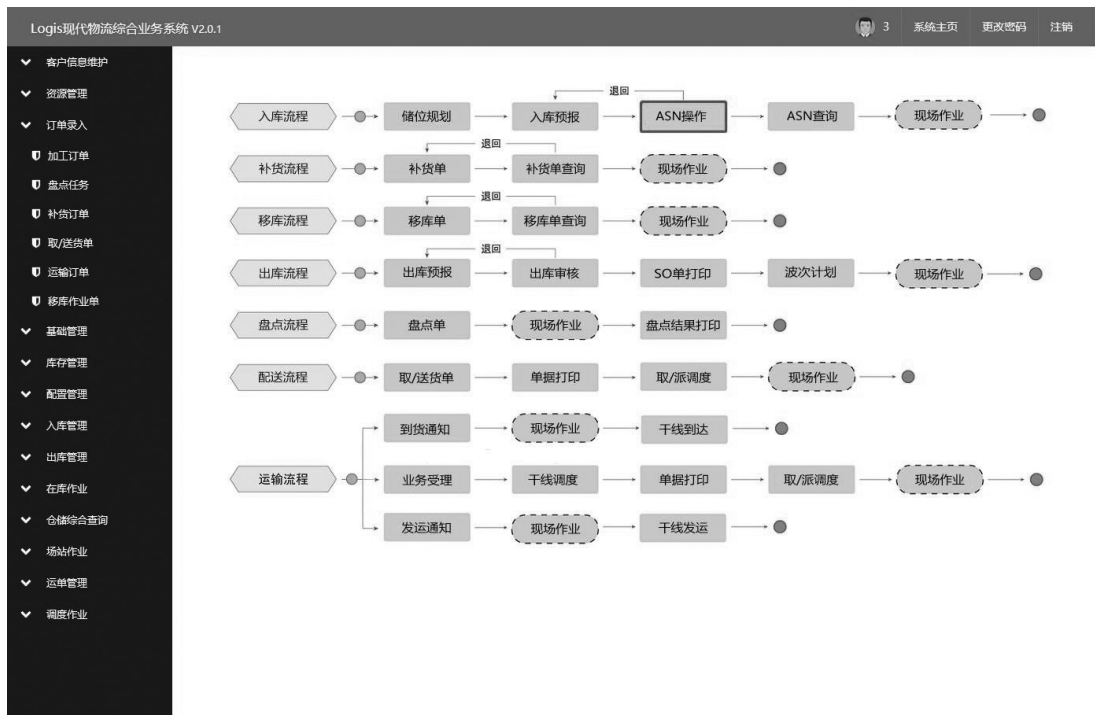 Logis现代物流综合业务系统 V2.0.1
3 系统主页 更改密码 注销
客户信息维护
资源管理
订单录入
加工订单
盘点任务
补货订单
取/送货单
运输订单
移库作业单
基础管理
库存管理
配置管理
入库管理
出库管理
在库作业
仓储综合查询
场站作业
运单管理
调度作业
退回
入库流程 储位规划 入库预报 ASN操作 ASN查询 现场作业
退回
补货流程 补货单 补货单查询 现场作业
退回
移库流程 移库单 移库单查询 现场作业
退回
出库流程 出库预报 出库审核 SO单打印 波次计划 现场作业
盘点流程 盘点单 现场作业 盘点结果打印
配送流程 取/送货单 单据打印 取/派调度 现场作业
到货通知 现场作业 干线到达
运输流程 业务受理 干线调度 单据打印 取/派调度 现场作业
发运通知 现场作业 干线发运